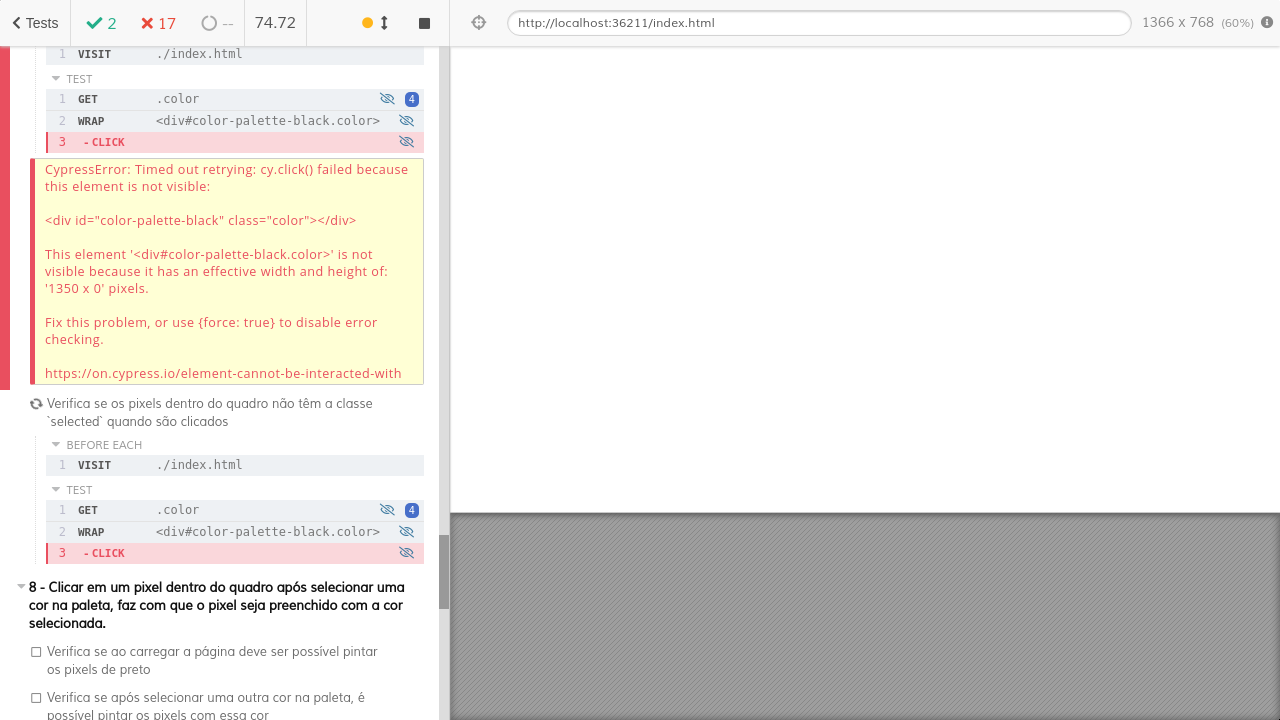 Tests 2 17 -- 74.72 http://localhost:36211/index.html 1366 x 768 (60%)
1 VISIT ./index.html
TEST
1 GET .color 4
2 WRAP <div#color-palette-black.color>
3 - CLICK
CypressError: Timed out retrying: cy.click() failed because
this element is not visible:
<div id="color-palette-black" class="color"></div>
This element '<div#color-palette-black.color>' is not
visible because it has an effective width and height of:
'1350 x 0' pixels.
Fix this problem, or use {force: true} to disable error
checking.
https://on.cypress.io/element-cannot-be-interacted-with
Verifica se os pixels dentro do quadro não têm a classe
`selected` quando são clicados
BEFORE EACH
1 VISIT ./index.html
TEST
1 GET .color 4
2 WRAP <div#color-palette-black.color>
3 - CLICK
8 - Clicar em um pixel dentro do quadro após selecionar uma
cor na paleta, faz com que o pixel seja preenchido com a cor
selecionada.
Verifica se ao carregar a página deve ser possível pintar
os pixels de preto
Verifica se após selecionar uma outra cor na paleta, é
possível pintar os pixels com essa cor